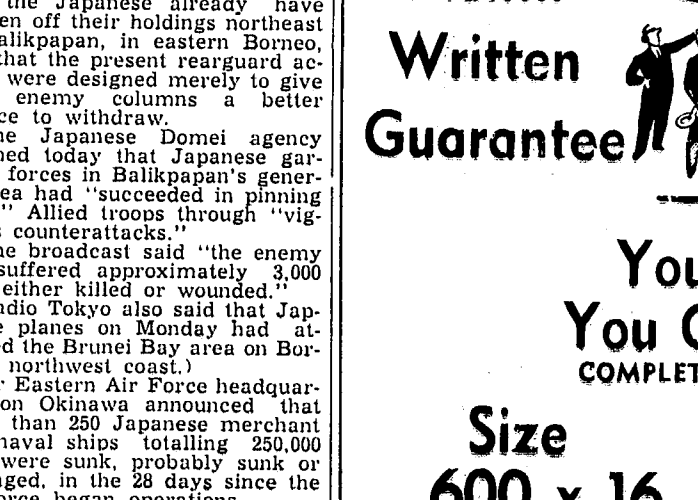 the Japanese already have
en off their holdings northeast
alikpapan, in eastern Borneo,
that the present rearguard ac-
were designed merely to give
enemy columns a better
ce to withdraw.
ne Japanese Domei agency
ned today that Japanese gar-
forces in Balikpapan's gener-
ea had "succeeded in pinning
" Allied troops through "vig-
s counterattacks."
he broadcast said "the enemy
suffered approximately 3,000
either killed or wounded."
adio Tokyo also said that Jap-
e planes on Monday had at-
d the Brunei Bay area on Bor-
northwest coast.)
r Eastern Air Force headquar-
on Okinawa announced that
than 250 Japanese merchant
naval ships totalling 250,000
were sunk, probably sunk or
aged, in the 28 days since the
orce began operations
Written
Guarantee
You
You C
COMPLET
Size
600 x 16